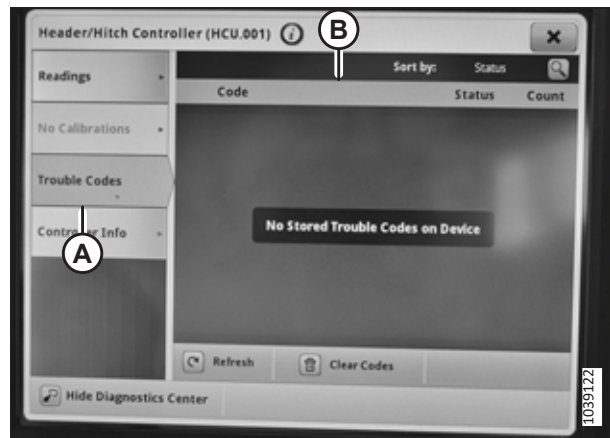 Header/Hitch Controller (HCU.001)
B
Readings
Sort by: Status
Code Status Count
No Calibrations
Trouble Codes
Controller Info
A
No Stored Trouble Codes on Device
Refresh Clear Codes
Hide Diagnostics Center
1039122